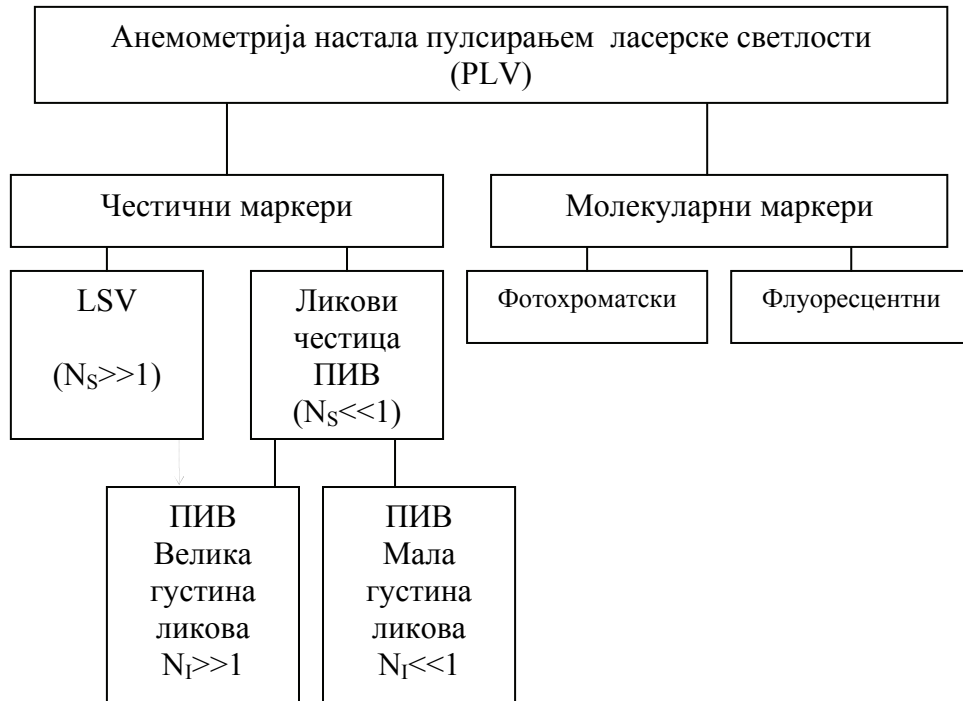 Анемометрија настала пулсирањем ласерске светлости
(PLV)
Честични маркери
Молекуларни маркери
LSV
(NS>>1)
Ликови
честица
ПИВ
(NS<<1)
Фотохроматски
Флуоресцентни
ПИВ
Велика
густина
ликова
NI>>1
ПИВ
Мала
густина
ликова
NI<<1